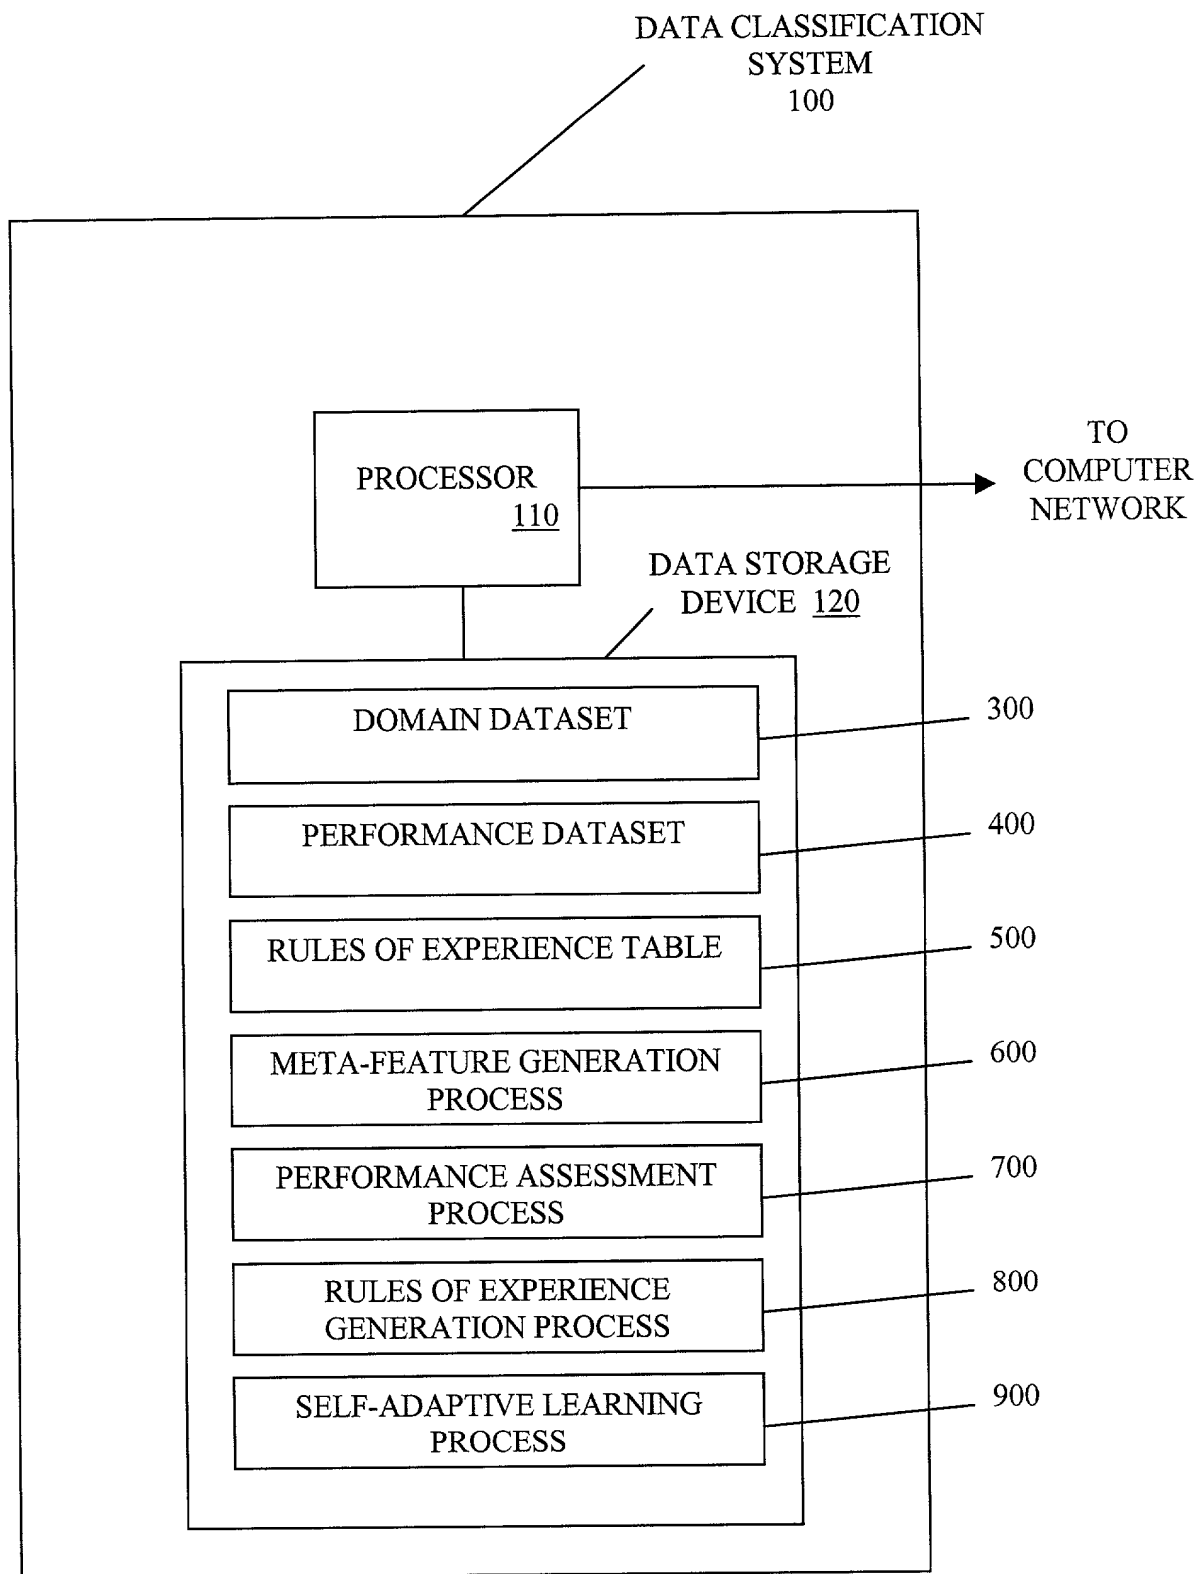 DATA CLASSIFICATION
SYSTEM
100
PROCESSOR
110
TO
COMPUTER
NETWORK
DATA STORAGE
DEVICE 120
DOMAIN DATASET
300
PERFORMANCE DATASET
400
RULES OF EXPERIENCE TABLE
500
META-FEATURE GENERATION
PROCESS
600
PERFORMANCE ASSESSMENT
PROCESS
700
RULES OF EXPERIENCE
GENERATION PROCESS
800
SELF-ADAPTIVE LEARNING
PROCESS
900